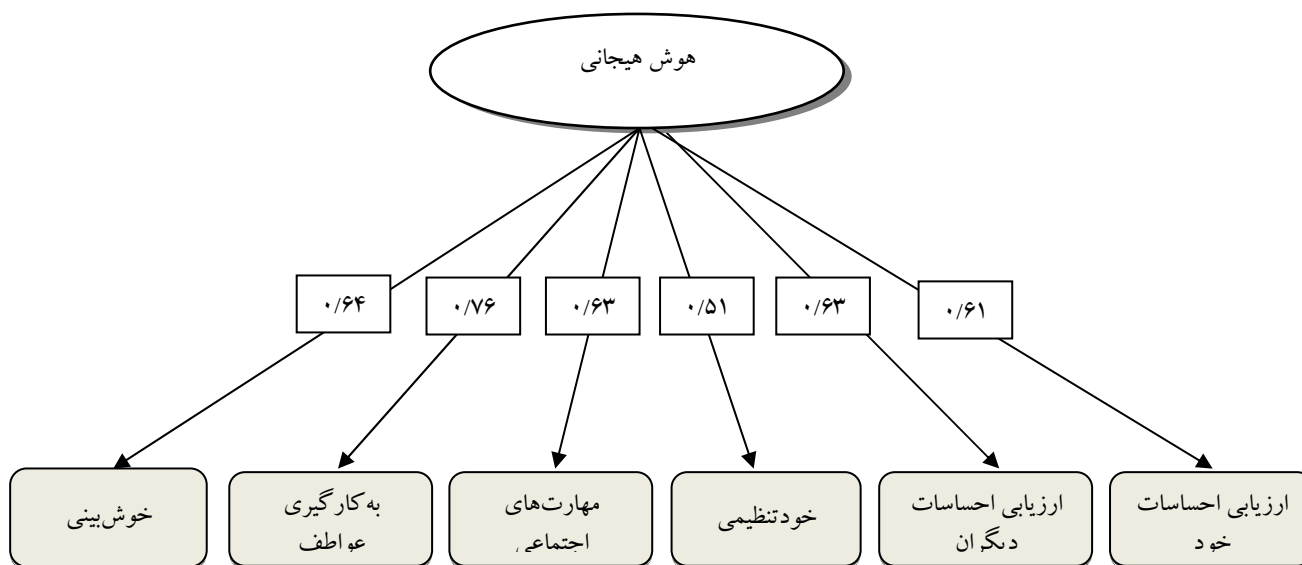 هوش هیجانی
۰/۶۱
۰/۶۳
۰/۵۱
۰/۶۳
۰/۷۶
۰/۶۴
ارزیابی احساسات
خود
ارزیابی احساسات
دیگران
خودتنظیمی
مهارت‌های
اجتماعی
به‌کارگیری
عواطف
خوش‌بینی